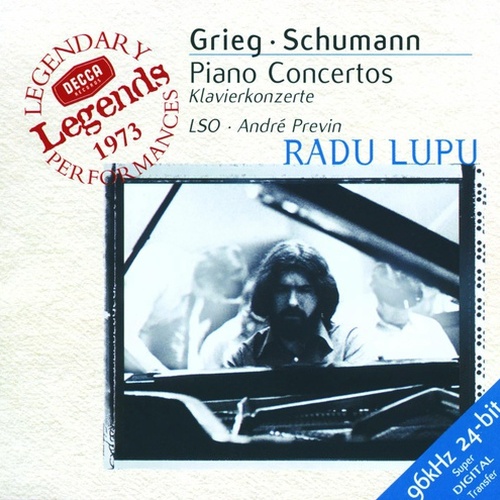 LEGENDARY
DECCA
RECORDS
Legends
1973
PERFORMANCES
Grieg · Schumann
Piano Concertos
Klavierkonzerte
LSO · André Previn
RADU LUPU
96kHz 24-bit
Super
DIGITAL
Transfer